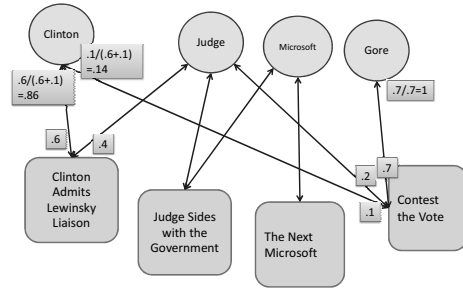 Clinton
Judge
Microsoft
Gore
.1/(.6+.1)
=.14
.6/(.6+.1)
=.86
.7/.7=1
.6
.4
.2
.7
.1
Clinton
Admits
Lewinsky
Liaison
Judge Sides
with the
Government
The Next
Microsoft
Contest
the Vote